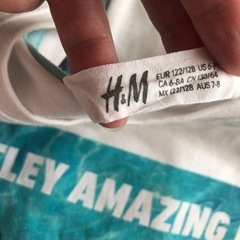 H&M
EUR 122/128 US 6-8
CA 6-8A CN 130/64
MX 122/128 AUS 7-8
LEY AMAZING